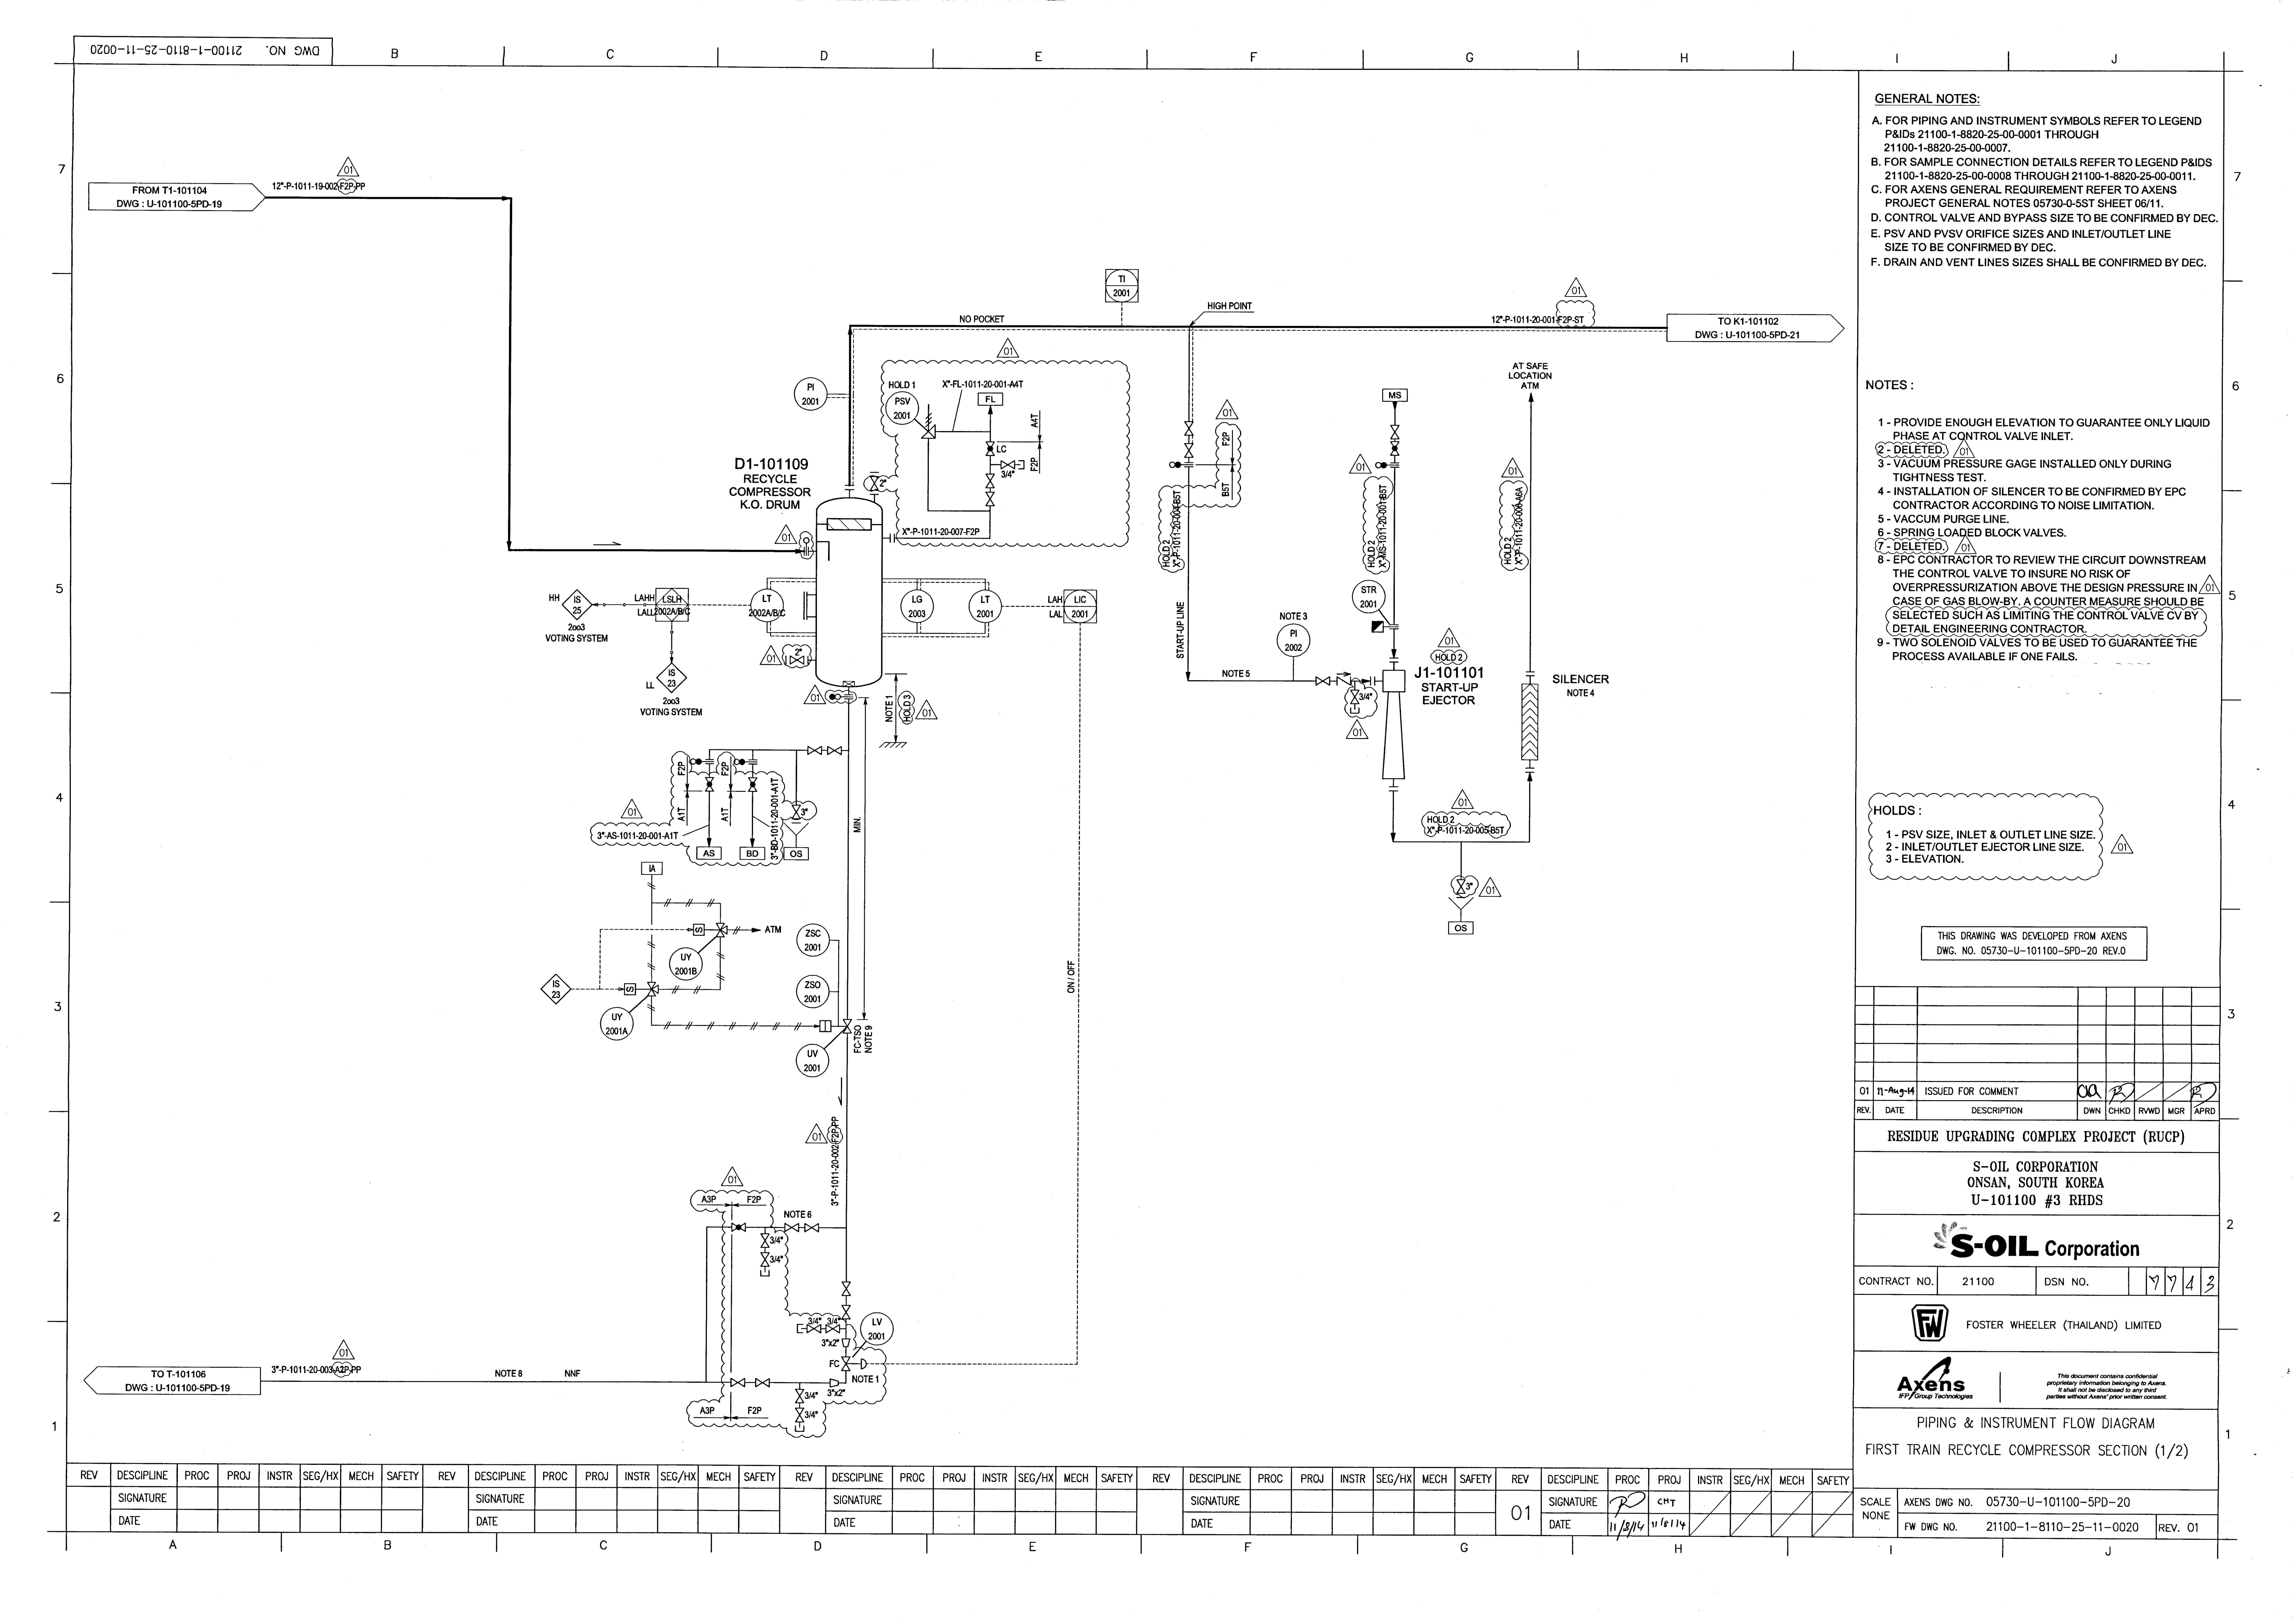 DWG NO. 21100-1-8110-25-11-0020
B
C
D
E
F
G
H
I
J
7
6
5
4
3
2
1
FROM T1-101104
DWG : U-101100-5PD-19
12"-P-1011-19-002-F2P-PP
01
TI
2001
NO POCKET
HIGH POINT
12"-P-1011-20-001-F2P-ST
01
TO K1-101102
DWG : U-101100-5PD-21
PI
2001
HOLD 1
X"-FL-1011-20-001-A4T
01
PSV
2001
FL
LC
A4T
F2P
3/4"
X"-P-1011-20-007-F2P
D1-101109
RECYCLE
COMPRESSOR
K.O. DRUM
2"
01
HH
IS
25
2oo3
VOTING SYSTEM
LAHH
LALL
LSLH
2002A/B/C
LT
2002A/B/C
LG
2003
LT
2001
LAH
LAL
LIC
2001
LL
IS
23
2oo3
VOTING SYSTEM
01
2"
01
NOTE 1
HOLD 3
01
01
F2P
B5T
HOLD 2
X"-P-1011-20-004-B5T
START-UP LINE
NOTE 5
NOTE 3
PI
2002
3/4"
01
MS
01
HOLD 2
X"-MS-1011-20-001-B5T
STR
2001
01
HOLD 2
J1-101101
START-UP
EJECTOR
AT SAFE
LOCATION
ATM
01
HOLD 2
X"-P-1011-20-006-A6A
SILENCER
NOTE 4
01
HOLD 2
X"-P-1011-20-005-B5T
3"
01
OS
F2P
A1T
F2P
A1T
01
3"-AS-1011-20-001-A1T
3"-BD-1011-20-001-A1T
3"
AS
BD
OS
MIN.
IA
S
ATM
UY
2001B
IS
23
S
UY
2001A
ZSC
2001
ZSO
2001
UV
2001
FC-TSO
NOTE 9
ON / OFF
01
3"-P-1011-20-002-F2P-PP
01
A3P
F2P
NOTE 6
3/4"
3/4"
3/4"
3/4"
LV
2001
3"x2"
FC
NOTE 1
3"x2"
3/4"
3/4"
A3P
F2P
TO T-101106
DWG : U-101100-5PD-19
3"-P-1011-20-003-A2P-PP
01
NOTE 8
NNF
GENERAL NOTES:
A. FOR PIPING AND INSTRUMENT SYMBOLS REFER TO LEGEND
P&IDs 21100-1-8820-25-00-0001 THROUGH
21100-1-8820-25-00-0007.
B. FOR SAMPLE CONNECTION DETAILS REFER TO LEGEND P&IDS
21100-1-8820-25-00-0008 THROUGH 21100-1-8820-25-00-0011.
C. FOR AXENS GENERAL REQUIREMENT REFER TO AXENS
PROJECT GENERAL NOTES 05730-0-5ST SHEET 06/11.
D. CONTROL VALVE AND BYPASS SIZE TO BE CONFIRMED BY DEC.
E. PSV AND PVSV ORIFICE SIZES AND INLET/OUTLET LINE
SIZE TO BE CONFIRMED BY DEC.
F. DRAIN AND VENT LINES SIZES SHALL BE CONFIRMED BY DEC.
NOTES :
1 - PROVIDE ENOUGH ELEVATION TO GUARANTEE ONLY LIQUID
PHASE AT CONTROL VALVE INLET.
2 - DELETED. 01
3 - VACUUM PRESSURE GAGE INSTALLED ONLY DURING
TIGHTNESS TEST.
4 - INSTALLATION OF SILENCER TO BE CONFIRMED BY EPC
CONTRACTOR ACCORDING TO NOISE LIMITATION.
5 - VACCUM PURGE LINE.
6 - SPRING LOADED BLOCK VALVES.
7 - DELETED. 01
8 - EPC CONTRACTOR TO REVIEW THE CIRCUIT DOWNSTREAM
THE CONTROL VALVE TO INSURE NO RISK OF
OVERPRESSURIZATION ABOVE THE DESIGN PRESSURE IN 01
CASE OF GAS BLOW-BY. A COUNTER MEASURE SHOULD BE
SELECTED SUCH AS LIMITING THE CONTROL VALVE CV BY
DETAIL ENGINEERING CONTRACTOR.
9 - TWO SOLENOID VALVES TO BE USED TO GUARANTEE THE
PROCESS AVAILABLE IF ONE FAILS.
HOLDS :
1 - PSV SIZE, INLET & OUTLET LINE SIZE.
2 - INLET/OUTLET EJECTOR LINE SIZE.
3 - ELEVATION.
01
THIS DRAWING WAS DEVELOPED FROM AXENS
DWG. NO. 05730-U-101100-5PD-20 REV.0
01 11-Aug-14 ISSUED FOR COMMENT
REV. DATE DESCRIPTION DWN CHKD RVWD MGR APRD
RESIDUE UPGRADING COMPLEX PROJECT (RUCP)
S-OIL CORPORATION
ONSAN, SOUTH KOREA
U-101100 #3 RHDS
S-OIL Corporation
CONTRACT NO. 21100 DSN NO. 7743
FW FOSTER WHEELER (THAILAND) LIMITED
Axens
IFP Group Technologies
This document contains confidential
proprietary information belonging to Axens.
It shall not be disclosed to any third
parties without Axens' prior written consent.
PIPING & INSTRUMENT FLOW DIAGRAM
FIRST TRAIN RECYCLE COMPRESSOR SECTION (1/2)
SCALE
NONE
AXENS DWG NO. 05730-U-101100-5PD-20
FW DWG NO. 21100-1-8110-25-11-0020 REV. 01
REV DESCIPLINE PROC PROJ INSTR SEG/HX MECH SAFETY REV DESCIPLINE PROC PROJ INSTR SEG/HX MECH SAFETY REV DESCIPLINE PROC PROJ INSTR SEG/HX MECH SAFETY REV DESCIPLINE PROC PROJ INSTR SEG/HX MECH SAFETY REV DESCIPLINE PROC PROJ INSTR SEG/HX MECH SAFETY
SIGNATURE SIGNATURE SIGNATURE SIGNATURE 01 SIGNATURE CMT
DATE DATE DATE DATE DATE 11/8/14 11/8/14
A B C D E F G H I J